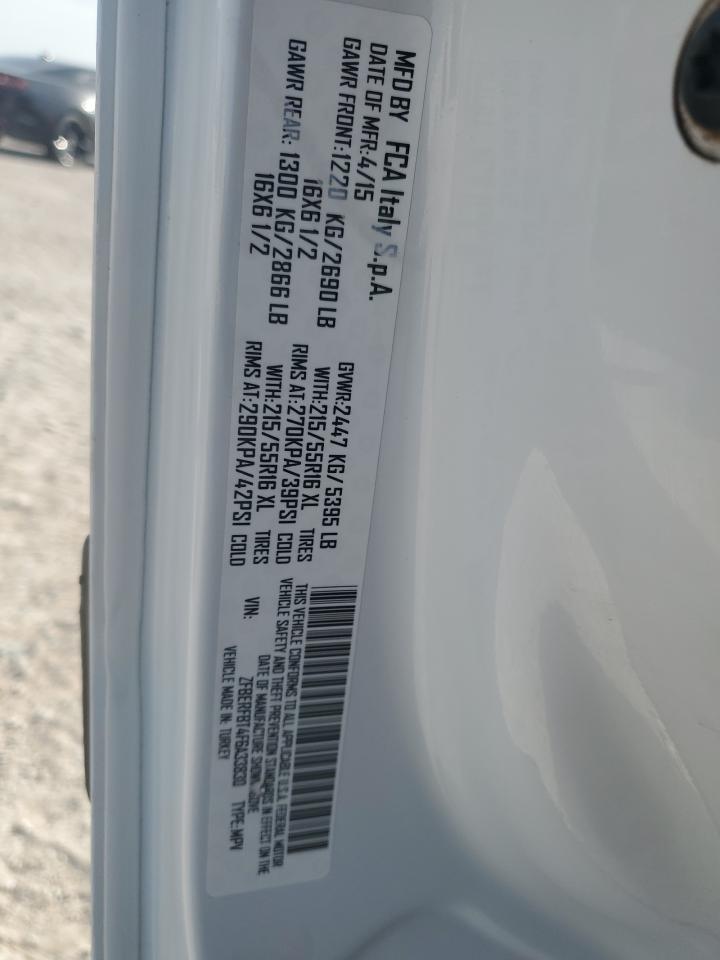 MFD BY FCA Italy S.p.A.
DATE OF MFR:4/15 GVWR:2447 KG/5395 LB
GAWR FRONT:1220 KG/2690 LB WITH:215/55R16 XL TIRES
16X6 1/2 RIMS AT:270KPA/39PSI COLD
GAWR REAR: 1300 KG/2866 LB WITH:215/55R16 XL TIRES
16X6 1/2 RIMS AT:290KPA/42PSI COLD
THIS VEHICLE CONFORMS TO ALL APPLICABLE U.S.A. FEDERAL MOTOR
VEHICLE SAFETY AND THEFT PREVENTION STANDARDS IN EFFECT ON THE
DATE OF MANUFACTURE SHOWN ABOVE
VIN: ZFBERFBT4F6A33830 TYPE:MPV
VEHICLE MADE IN: TURKEY